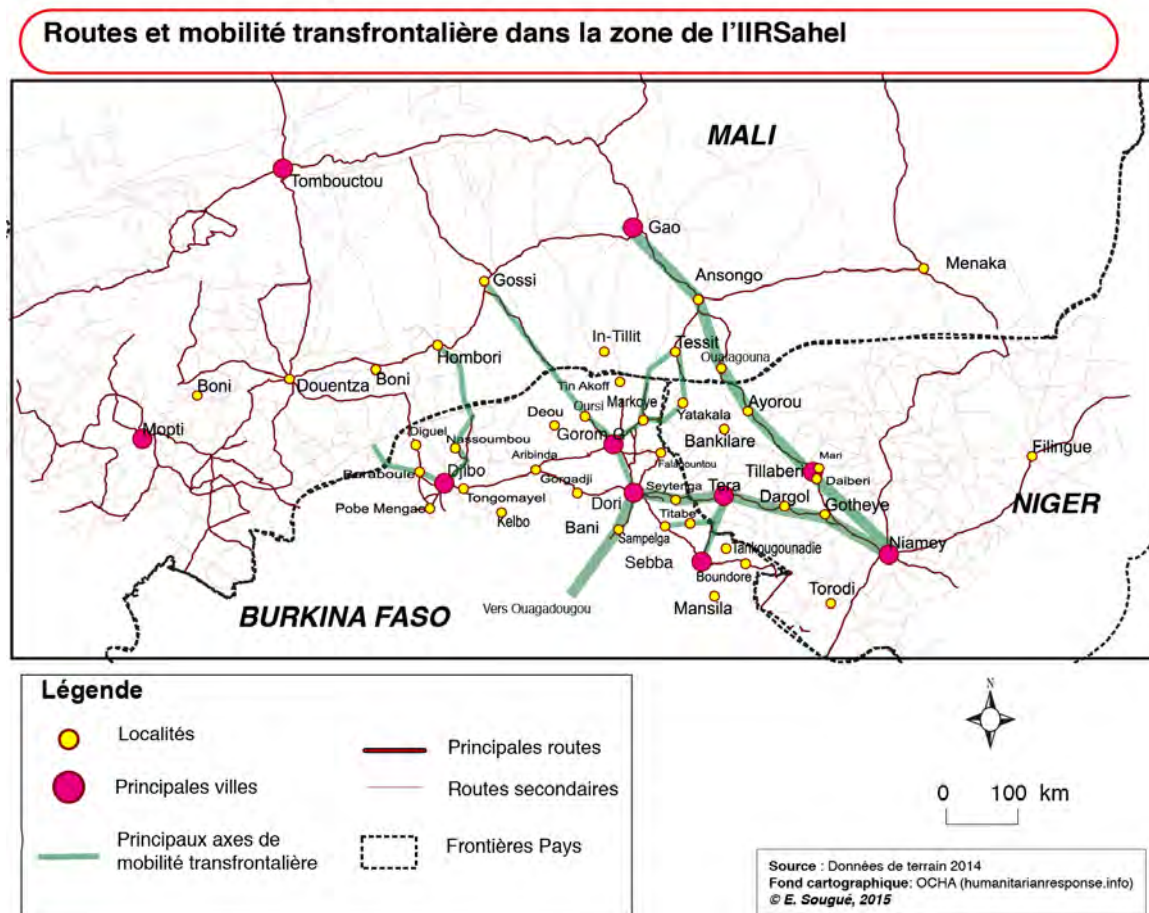 Routes et mobilité transfrontalière dans la zone de l'IIRSahel
MALI
Tombouctou
Gao
Menaka
Gossi
Ansongo
In-Tillit
Tessit
Hombori
Oualagouna
Boni
Douentza
Boni
Tin Akoff
Markoye
Oursi
Yatakala
Ayorou
Deou
Bankilare
Mopti
Diguel
Nassoumbou
Gorom G
Aribinda
Falagountou
Filingue
Mari
Baraboule
Djibo
Gorgadji
Tillaberi
Daiberi
Seytenga
Tera
Tongomayel
Dargol
Gotheye
NIGER
Pobe Mengao
Kelbo
Dori
Titabe
Bani
Sampelga
Niamey
Tankougounadie
Sebba
Boundore
Torodi
Mansila
Vers Ouagadougou
BURKINA FASO
Légende
Localités
Principales villes
Principaux axes de
mobilité transfrontalière
Principales routes
Routes secondaires
Frontières Pays
N
0 100 km
Source : Données de terrain 2014
Fond cartographique: OCHA (humanitarianresponse.info)
© E. Sougué, 2015